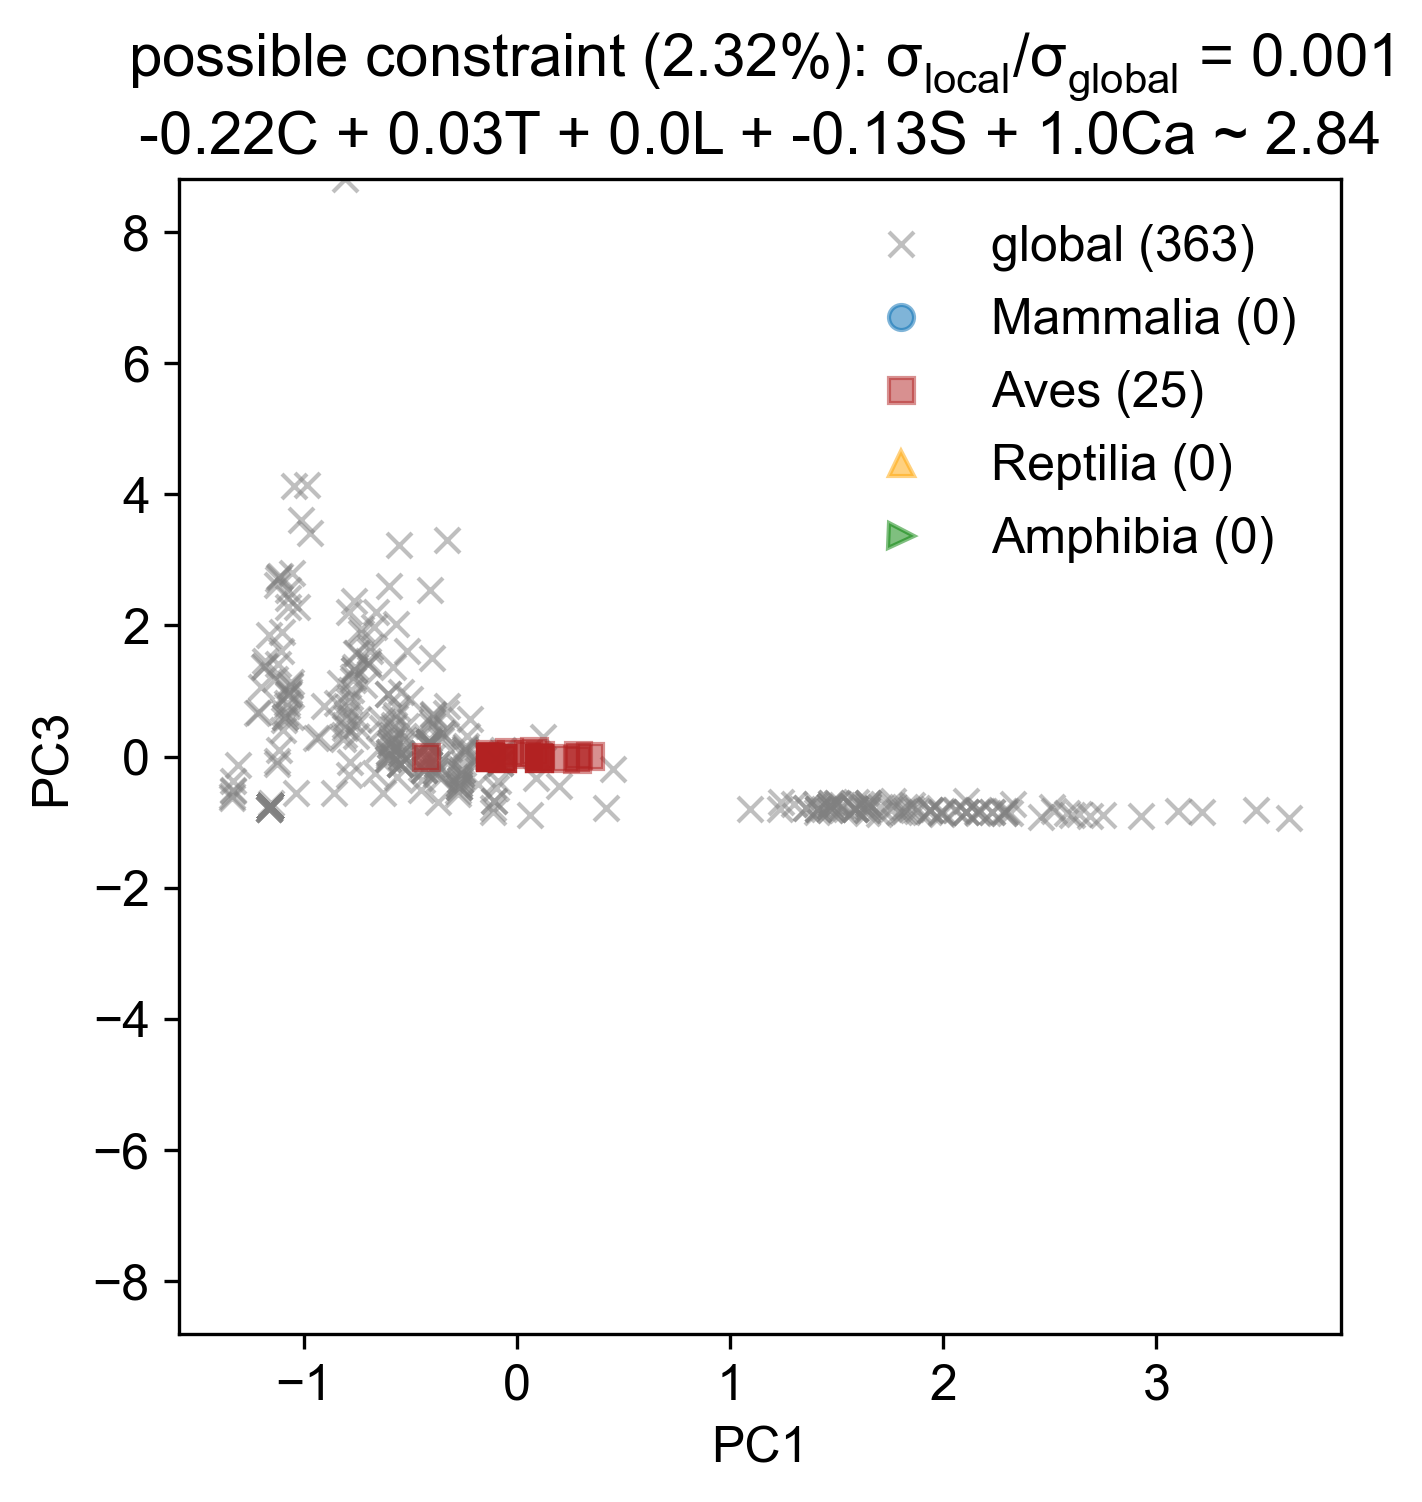 possible constraint (2.32%): σlocal/σglobal = 0.001
-0.22C + 0.03T + 0.0L + -0.13S + 1.0Ca ~ 2.84
global (363)
Mammalia (0)
Aves (25)
Reptilia (0)
Amphibia (0)
PC3
8
6
4
2
0
−2
−4
−6
−8
−1
0
1
2
3
PC1